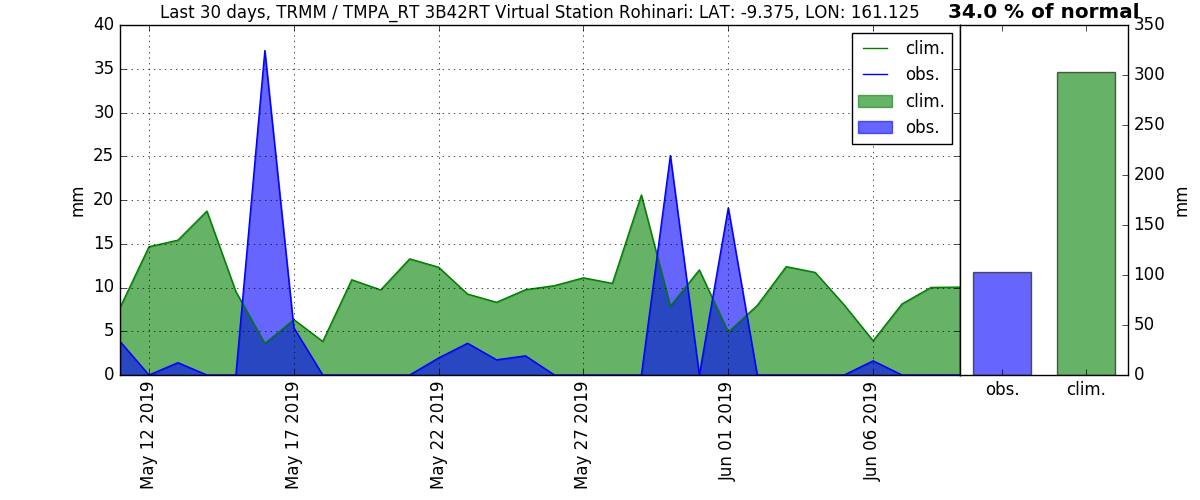 Last 30 days, TRMM / TMPA_RT 3B42RT Virtual Station Rohinari: LAT: -9.375, LON: 161.125
34.0 % of normal
40
35
30
25
20
15
10
5
0
mm
clim.
obs.
clim.
obs.
350
300
250
200
150
100
50
0
mm
May 12 2019
May 17 2019
May 22 2019
May 27 2019
Jun 01 2019
Jun 06 2019
obs.
clim.